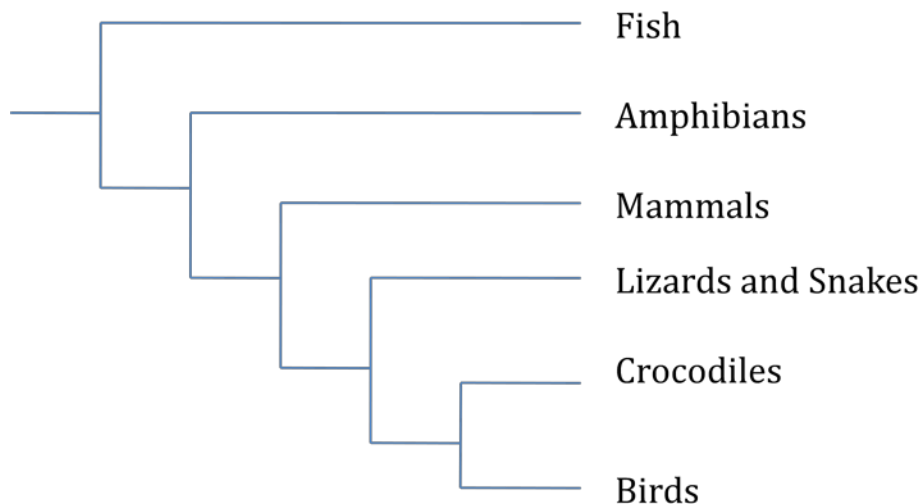 Fish
Amphibians
Mammals
Lizards and Snakes
Crocodiles
Birds